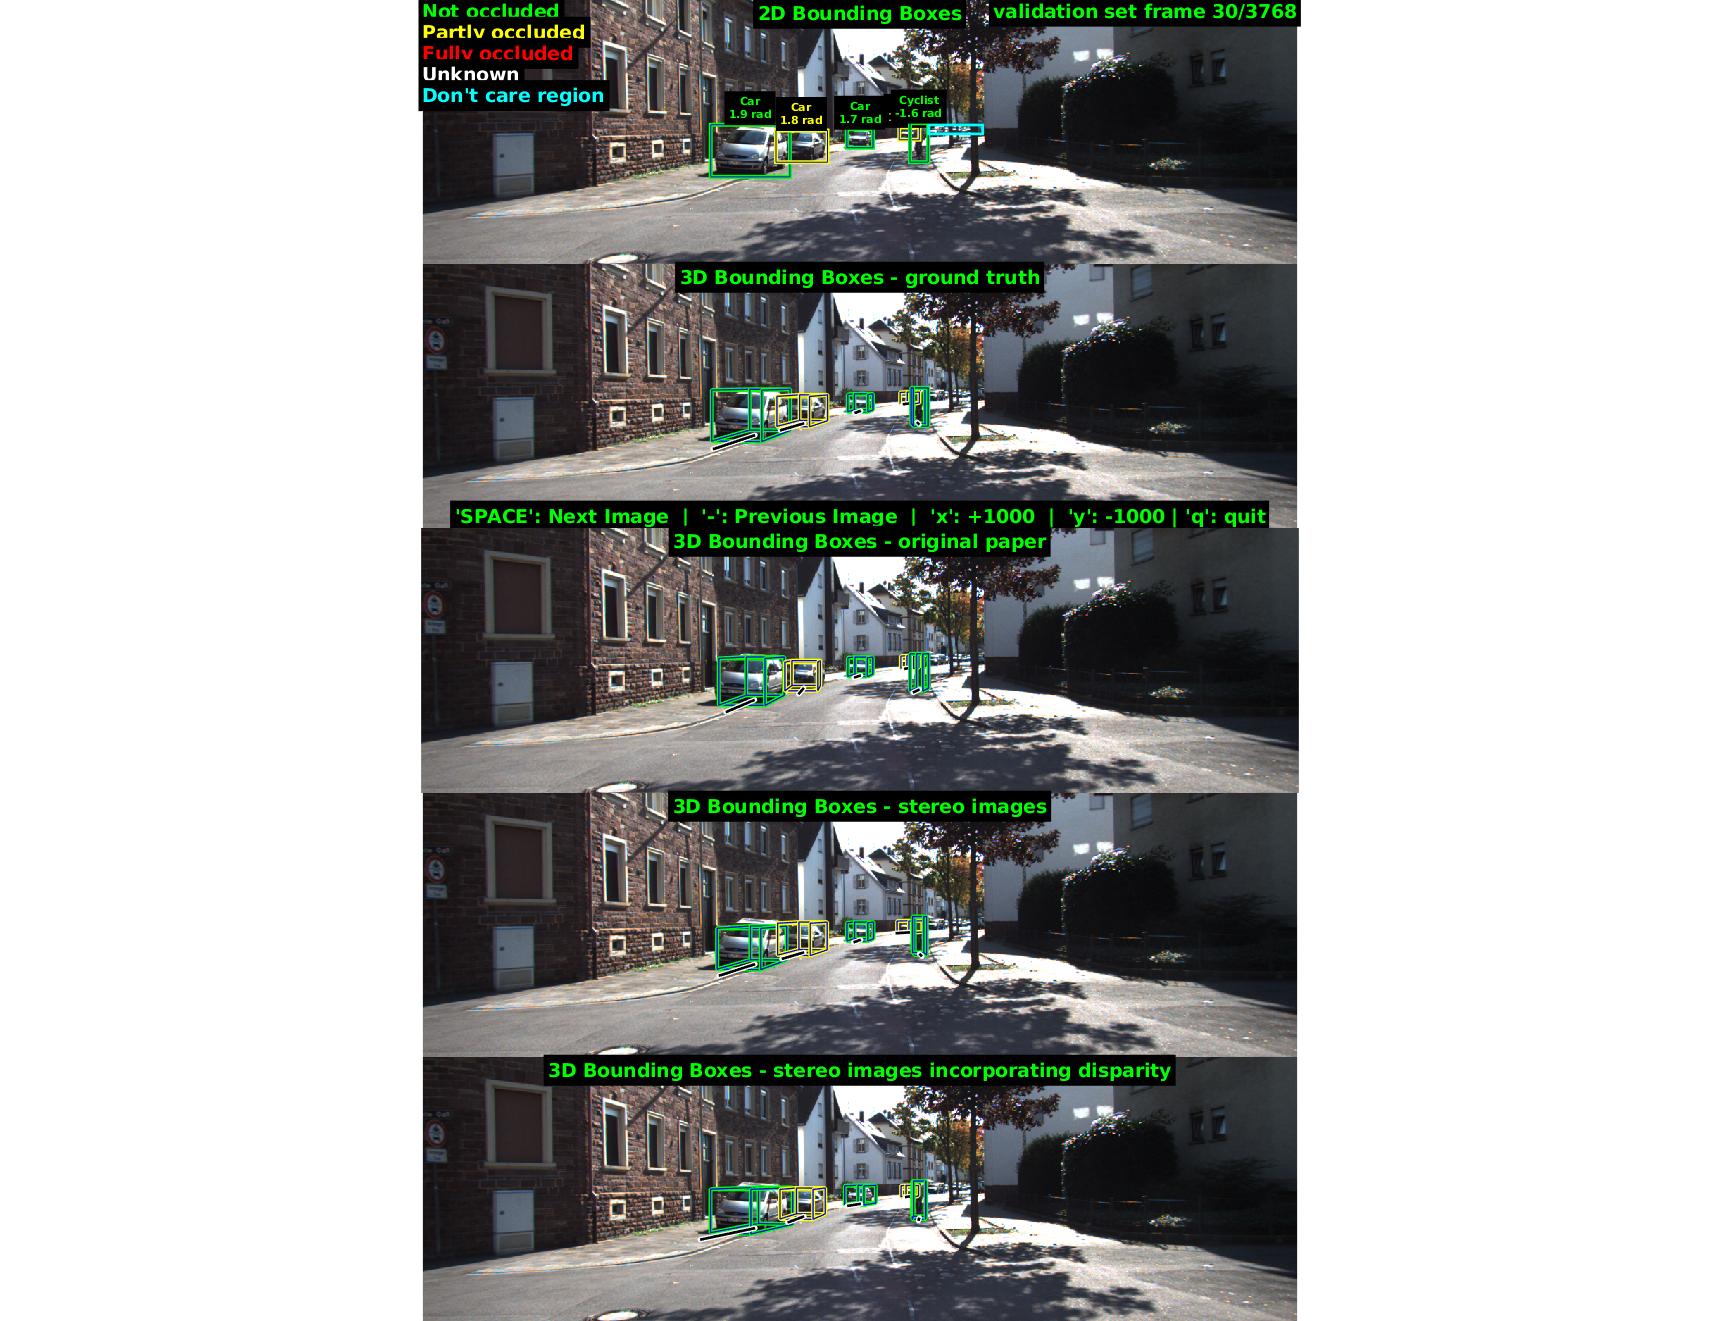 Not occluded
Partly occluded
Fully occluded
Unknown
Don't care region
2D Bounding Boxes
validation set frame 30/3768
Car
1.9 rad
Car
1.8 rad
Car
1.7 rad
Cyclist
-1.6 rad
3D Bounding Boxes - ground truth
'SPACE': Next Image | '-': Previous Image | 'x': +1000 | 'y': -1000 | 'q': quit
3D Bounding Boxes - original paper
3D Bounding Boxes - stereo images
3D Bounding Boxes - stereo images incorporating disparity